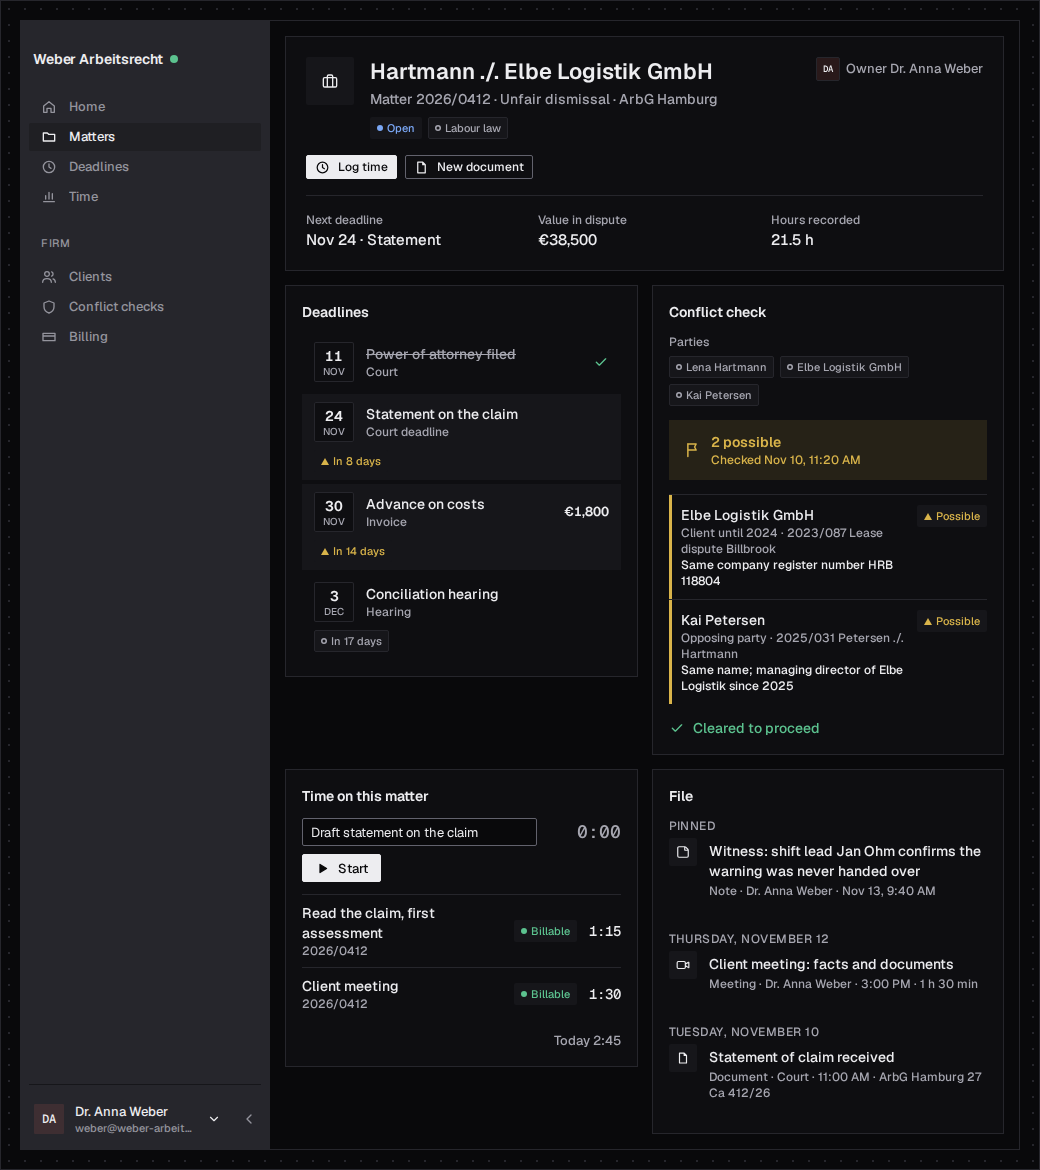 Weber Arbeitsrecht
Home
Matters
Deadlines
Time
FIRM
Clients
Conflict checks
Billing
DA
Dr. Anna Weber
weber@weber-arbeit…
Hartmann ./. Elbe Logistik GmbH
DA Owner Dr. Anna Weber
Matter 2026/0412 · Unfair dismissal · ArbG Hamburg
Open Labour law
Log time New document
Next deadline Value in dispute Hours recorded
Nov 24 · Statement €38,500 21.5 h
Deadlines
11 NOV
Power of attorney filed
Court
24 NOV
Statement on the claim
Court deadline
In 8 days
30 NOV
Advance on costs
Invoice
€1,800
In 14 days
3 DEC
Conciliation hearing
Hearing
In 17 days
Conflict check
Parties
Lena Hartmann Elbe Logistik GmbH
Kai Petersen
2 possible
Checked Nov 10, 11:20 AM
Elbe Logistik GmbH Possible
Client until 2024 · 2023/087 Lease
dispute Billbrook
Same company register number HRB
118804
Kai Petersen Possible
Opposing party · 2025/031 Petersen ./.
Hartmann
Same name; managing director of Elbe
Logistik since 2025
Cleared to proceed
Time on this matter
Draft statement on the claim 0:00
Start
Read the claim, first
assessment
2026/0412
Billable 1:15
Client meeting
2026/0412
Billable 1:30
Today 2:45
File
PINNED
Witness: shift lead Jan Ohm confirms the
warning was never handed over
Note · Dr. Anna Weber · Nov 13, 9:40 AM
THURSDAY, NOVEMBER 12
Client meeting: facts and documents
Meeting · Dr. Anna Weber · 3:00 PM · 1 h 30 min
TUESDAY, NOVEMBER 10
Statement of claim received
Document · Court · 11:00 AM · ArbG Hamburg 27
Ca 412/26